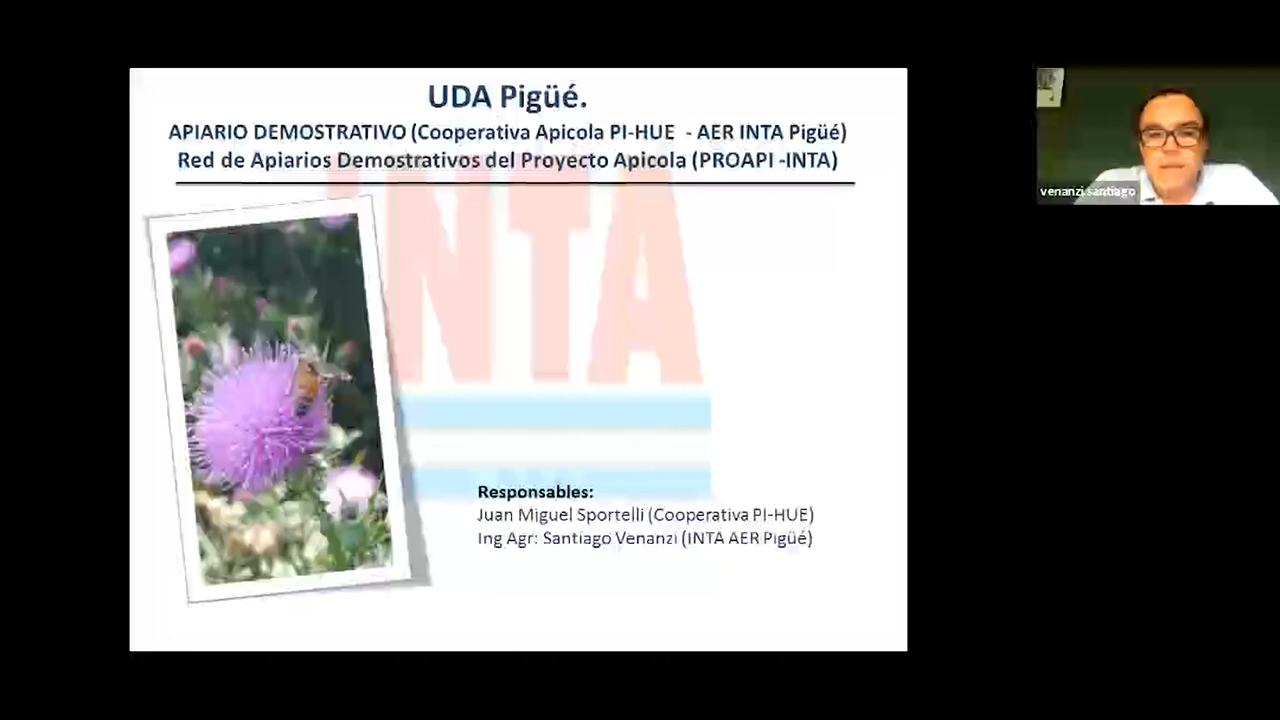 UDA Pigüé.
APIARIO DEMOSTRATIVO (Cooperativa Apicola PI-HUE - AER INTA Pigüé)
Red de Apiarios Demostrativos del Proyecto Apicola (PROAPI -INTA)
INTA
Responsables:
Juan Miguel Sportelli (Cooperativa PI-HUE)
Ing Agr: Santiago Venanzi (INTA AER Pigüé)
venanzi santiago